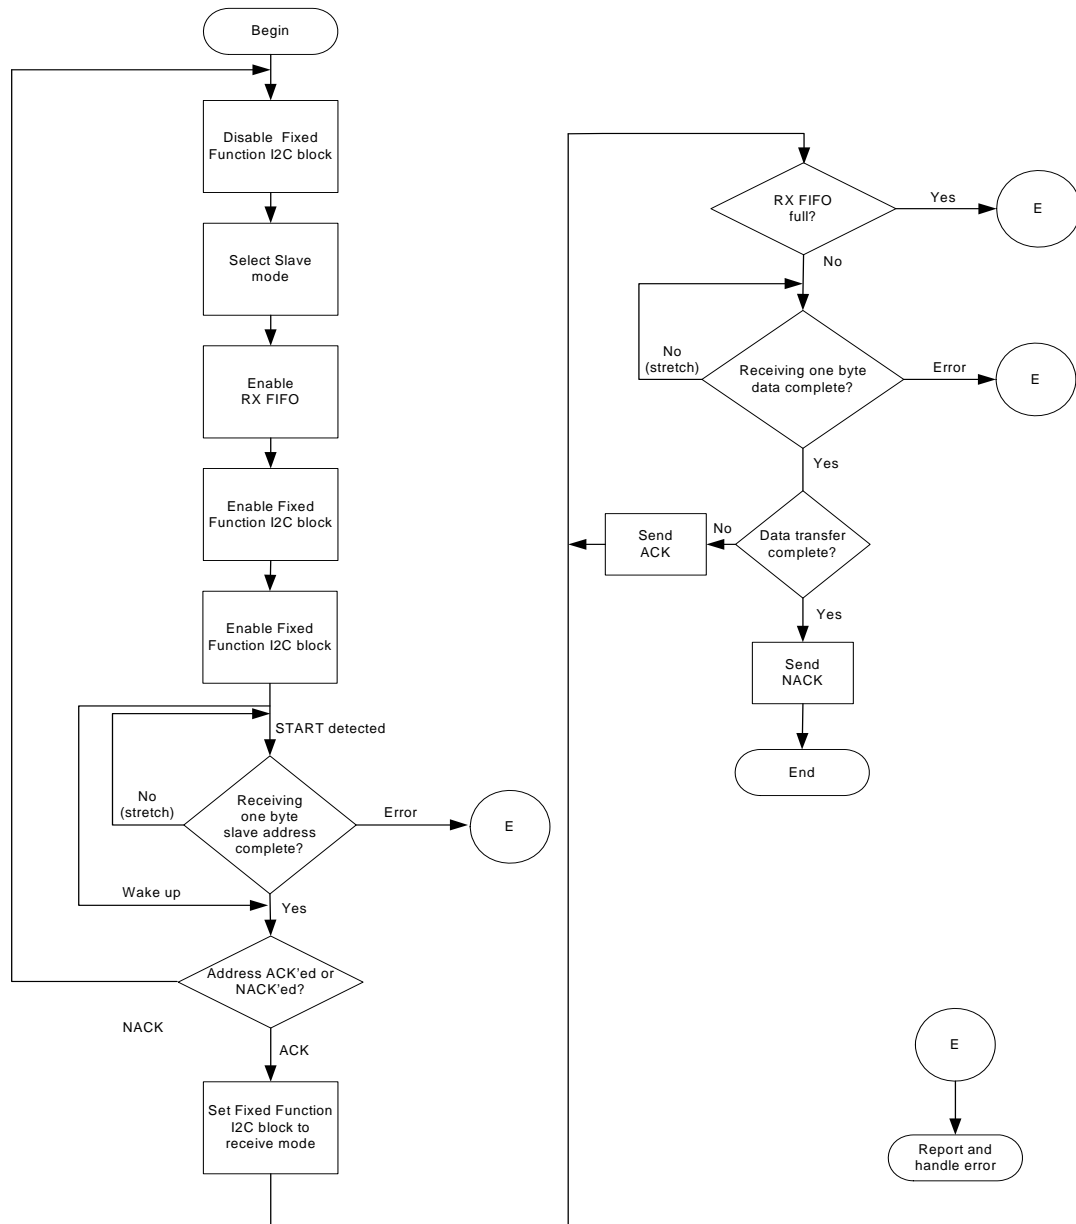 Begin
Disable Fixed
Function I2C block
Select Slave
mode
Enable
RX FIFO
Enable Fixed
Function I2C block
Enable Fixed
Function I2C block
START detected
No
(stretch)
Receiving
one byte
slave address
complete?
Error
E
Wake up
Yes
Address ACK'ed or
NACK'ed?
NACK
ACK
Set Fixed Function
I2C block to
receive mode
RX FIFO
full?
Yes
E
No
No
(stretch)
Receiving one byte
data complete?
Error
E
Yes
Data transfer
complete?
No
Send
ACK
Yes
Send
NACK
End
E
Report and
handle error